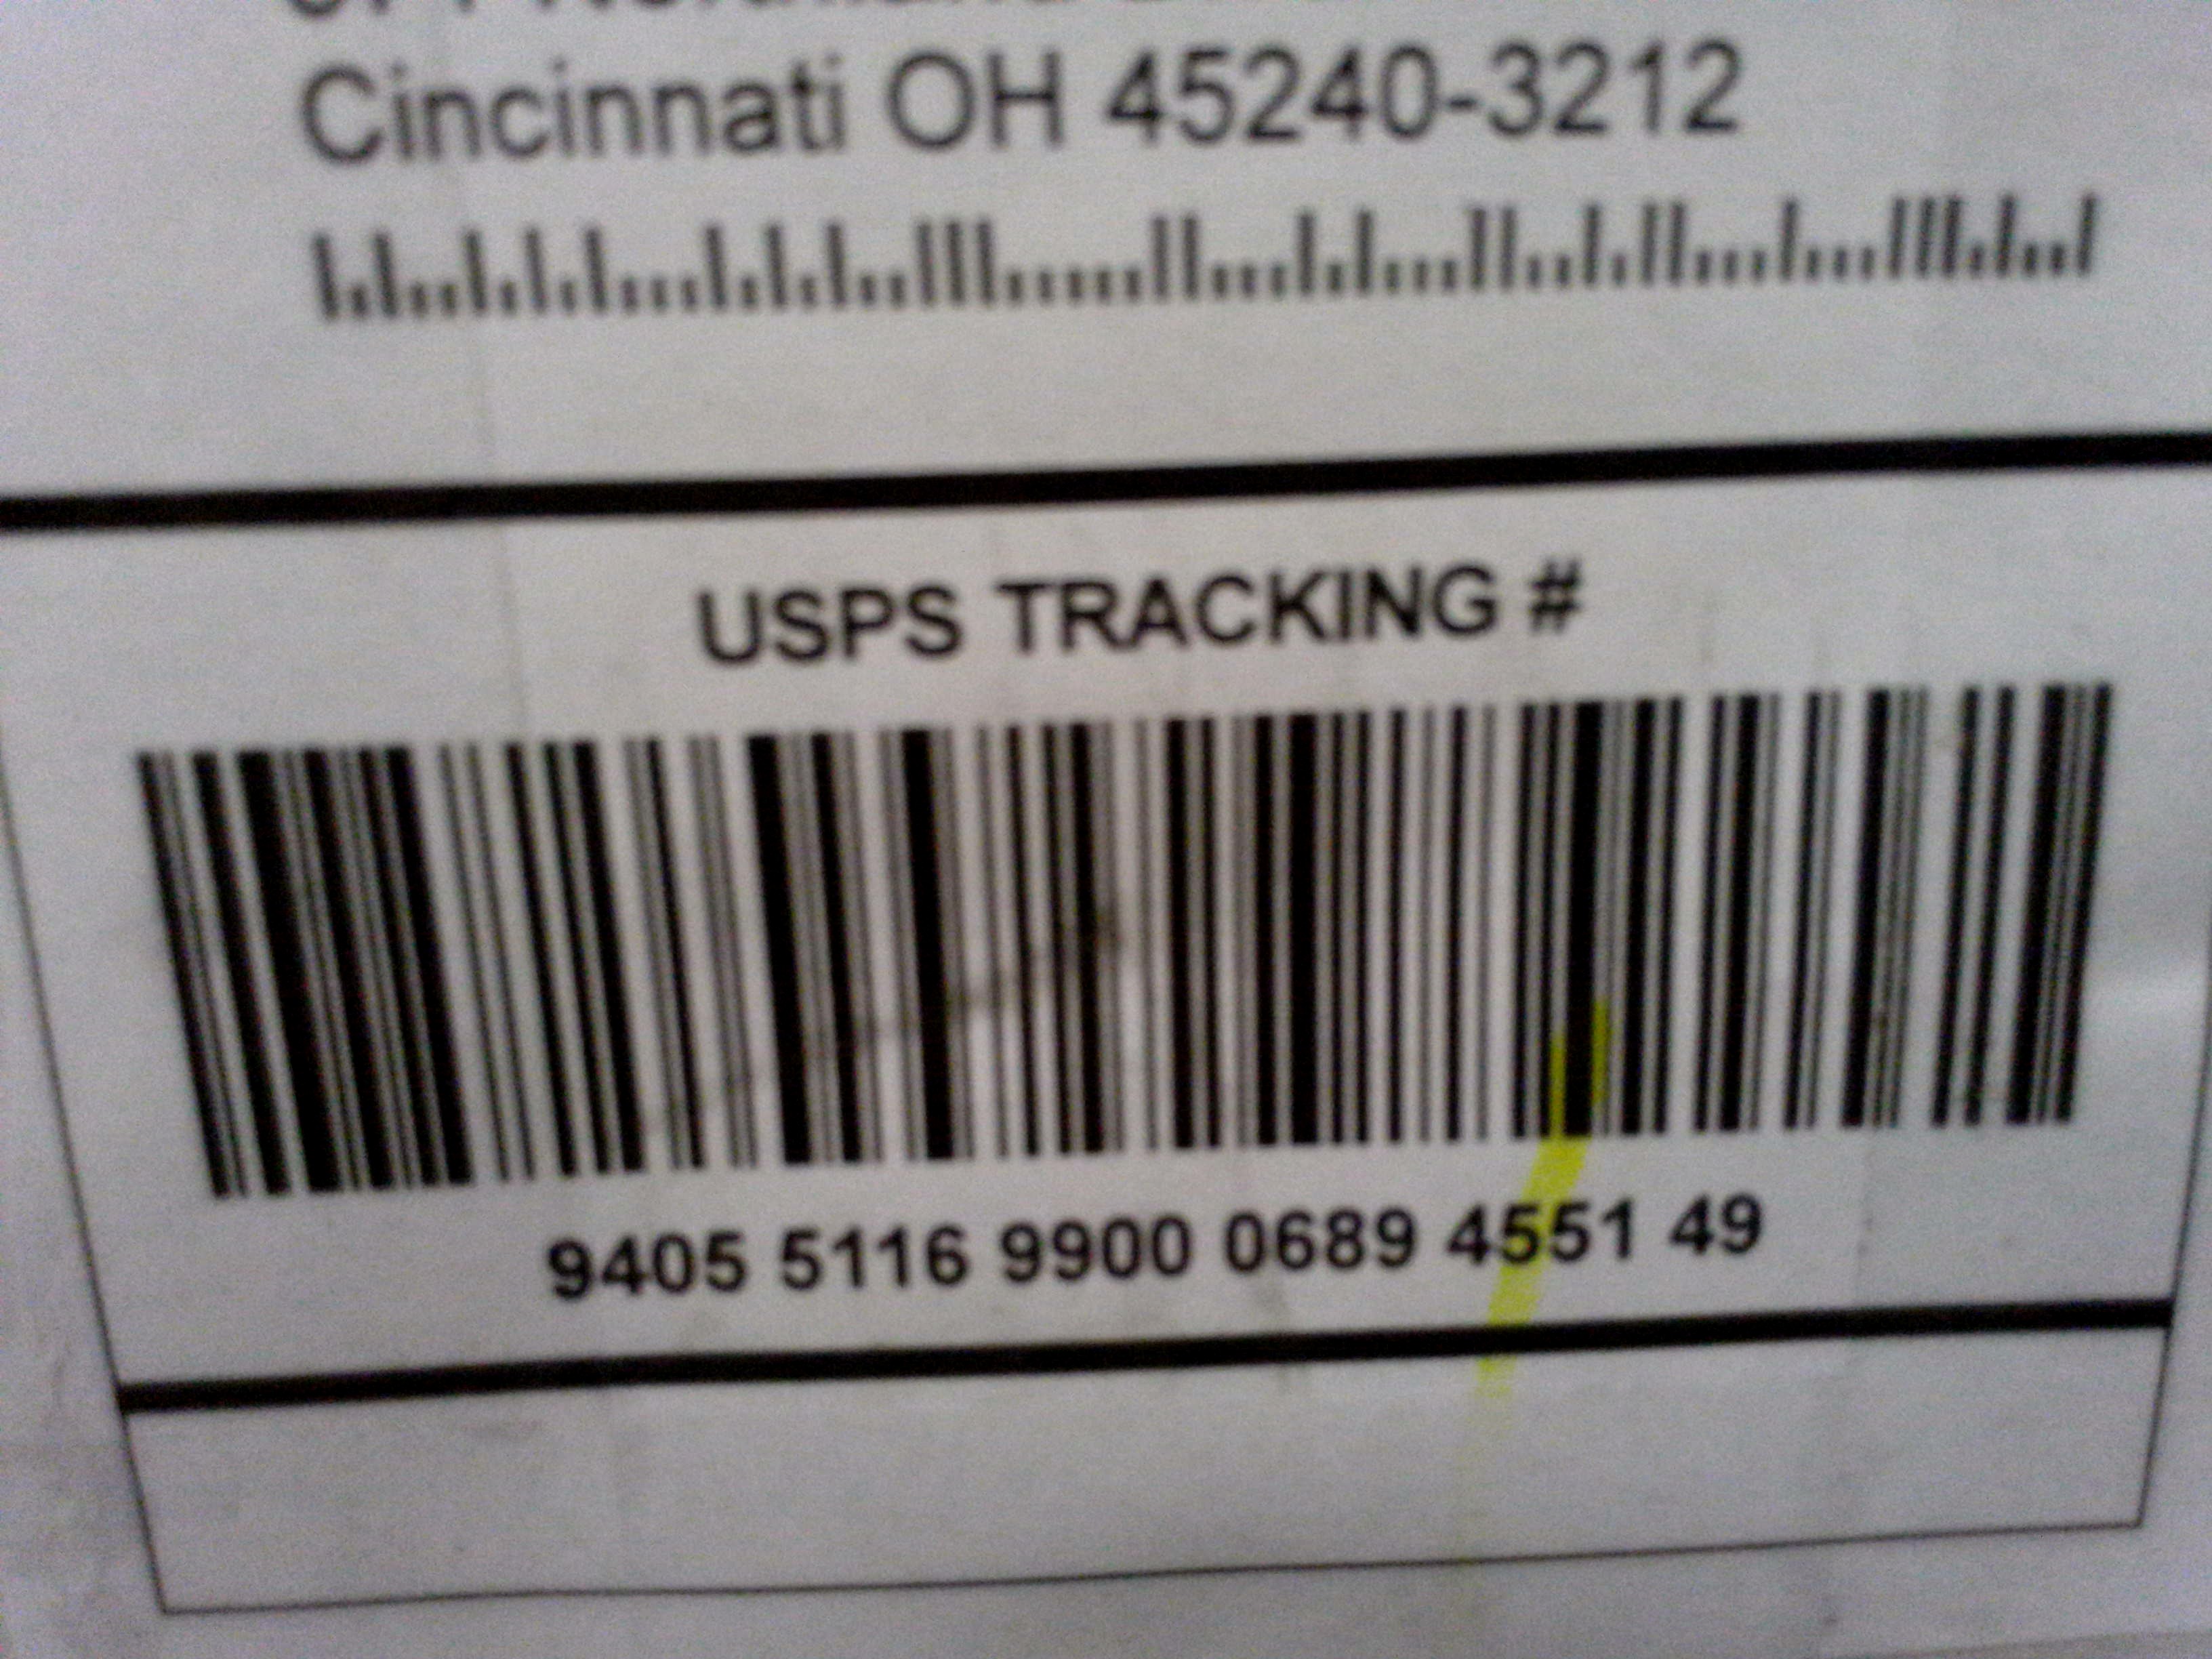 Cincinnati OH 45240-3212
USPS TRACKING #
9405 5116 9900 0689 4551 49